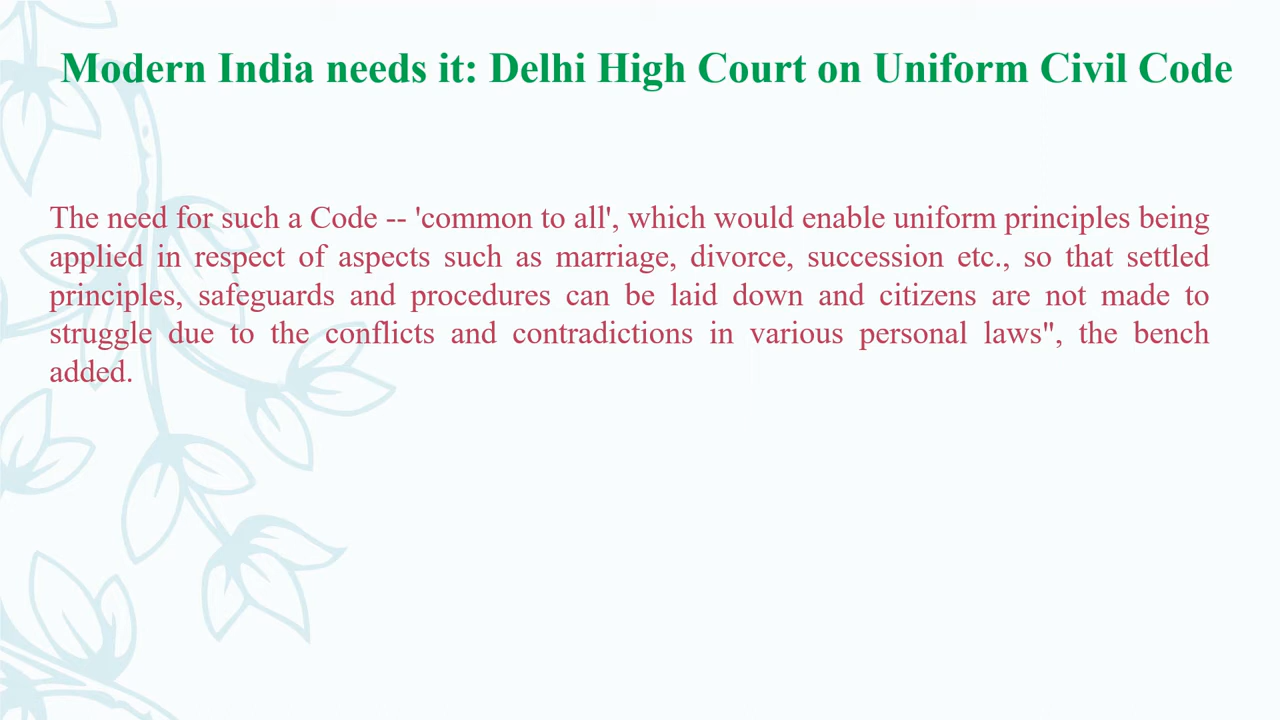 Modern India needs it: Delhi High Court on Uniform Civil Code
The need for such a Code -- 'common to all', which would enable uniform principles being
applied in respect of aspects such as marriage, divorce, succession etc., so that settled
principles, safeguards and procedures can be laid down and citizens are not made to
struggle due to the conflicts and contradictions in various personal laws", the bench
added.